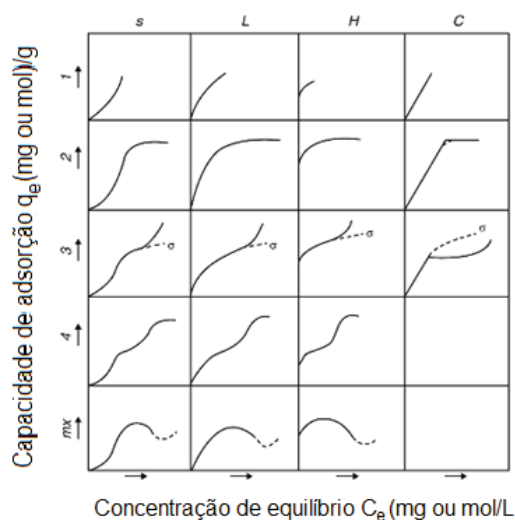 s L H C
1
2
3
σ σ σ σ
4
mx
Capacidade de adsorção qe (mg ou mol)/g
Concentração de equilíbrio Ce (mg ou mol/L